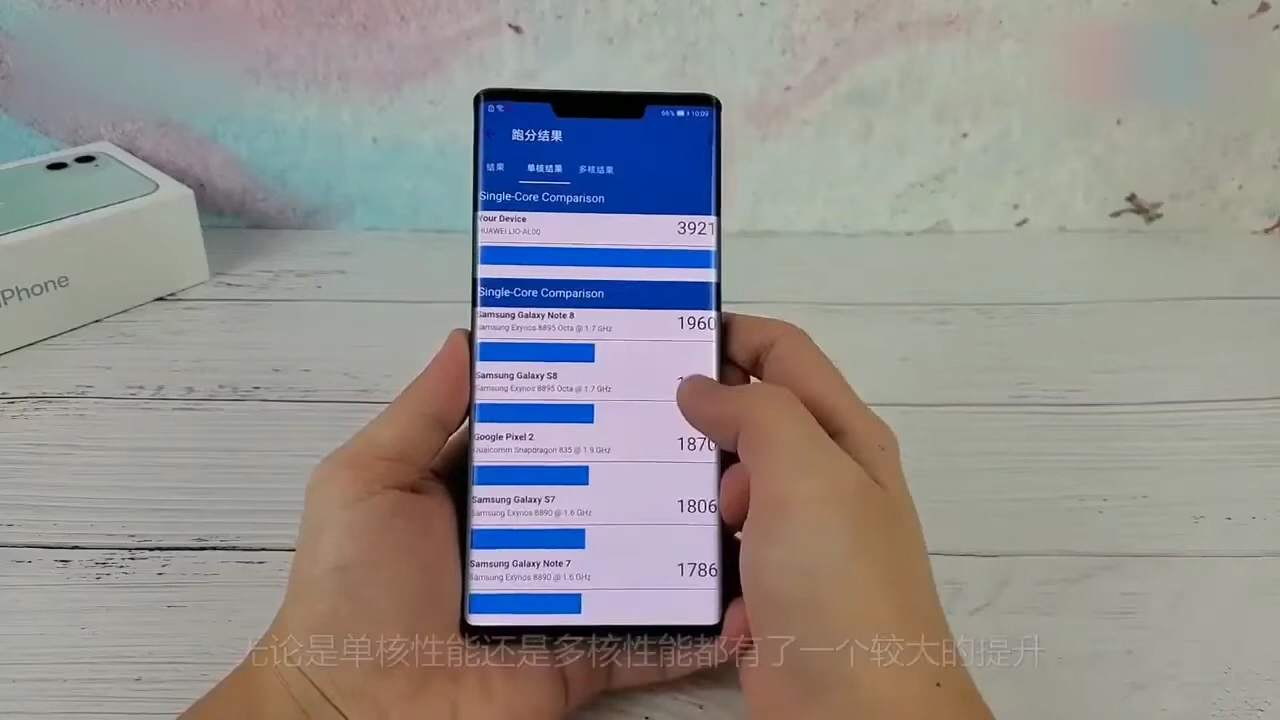 66% 10:09
跑分结果
结果 单核结果 多核结果
Single-Core Comparison
Your Device
HUAWEI LIO-AL00
3921
Single-Core Comparison
Samsung Galaxy Note 8
Samsung Exynos 8895 Octa @ 1.7 GHz
1960
Samsung Galaxy S8
Samsung Exynos 8895 Octa @ 1.7 GHz
Google Pixel 2
Qualcomm Snapdragon 835 @ 1.9 GHz
1870
Samsung Galaxy S7
Samsung Exynos 8890 @ 1.6 GHz
1806
Samsung Galaxy Note 7
Samsung Exynos 8890 @ 1.6 GHz
1786
iPhone
无论是单核性能还是多核性能都有了一个较大的提升